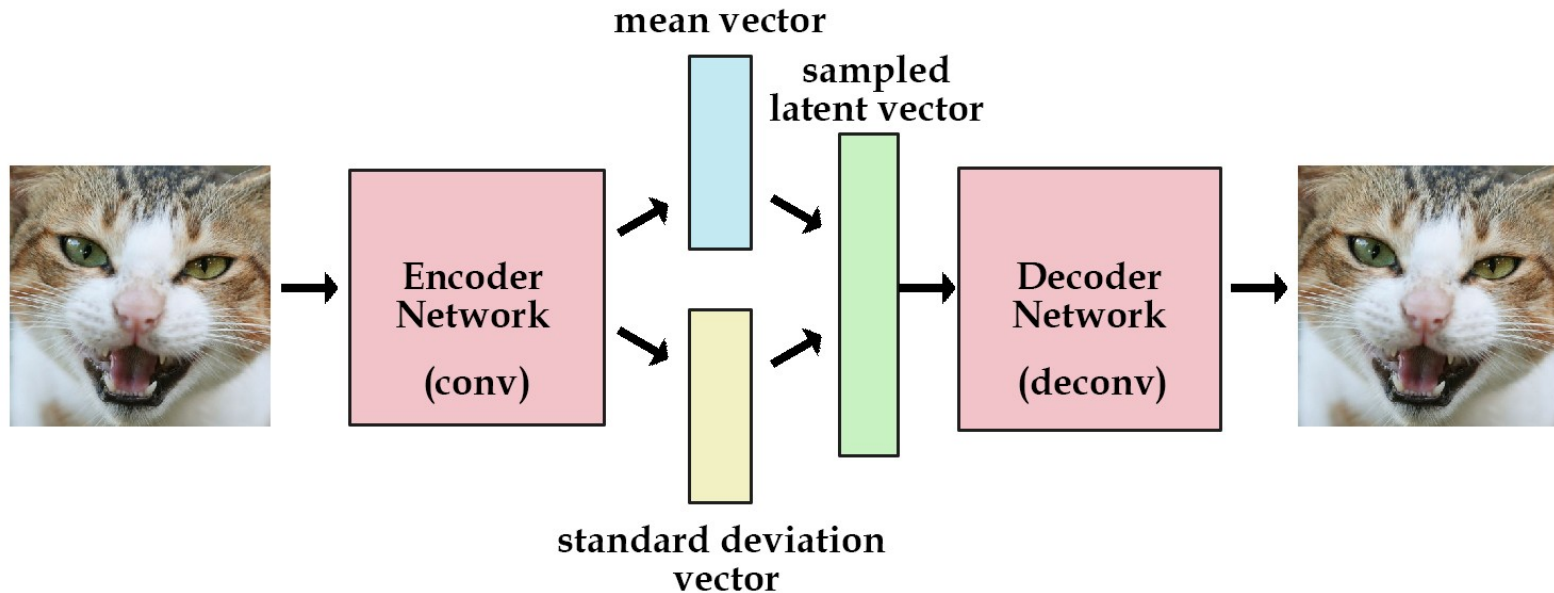 mean vector
sampled
latent vector
Encoder
Network
(conv)
Decoder
Network
(deconv)
standard deviation
vector